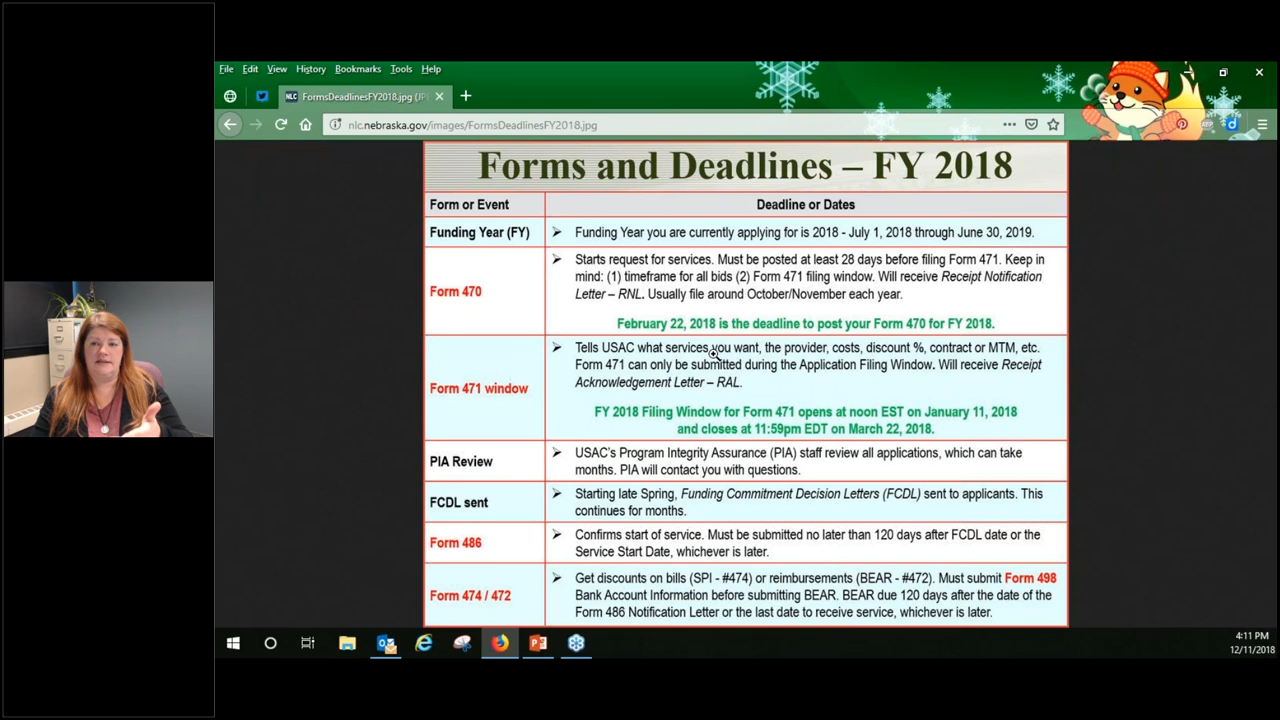 File Edit View History Bookmarks Tools Help
NLC FormsDeadlinesFY2018.jpg (JP
nlc.nebraska.gov/images/FormsDeadlinesFY2018.jpg
Forms and Deadlines – FY 2018
Form or Event Deadline or Dates
Funding Year (FY) Funding Year you are currently applying for is 2018 - July 1, 2018 through June 30, 2019.
Form 470
Starts request for services. Must be posted at least 28 days before filing Form 471. Keep in
mind: (1) timeframe for all bids (2) Form 471 filing window. Will receive Receipt Notification
Letter – RNL. Usually file around October/November each year.
February 22, 2018 is the deadline to post your Form 470 for FY 2018.
Form 471 window
Tells USAC what services you want, the provider, costs, discount %, contract or MTM, etc.
Form 471 can only be submitted during the Application Filing Window. Will receive Receipt
Acknowledgement Letter – RAL.
FY 2018 Filing Window for Form 471 opens at noon EST on January 11, 2018
and closes at 11:59pm EDT on March 22, 2018.
PIA Review
USAC's Program Integrity Assurance (PIA) staff review all applications, which can take
months. PIA will contact you with questions.
FCDL sent
Starting late Spring, Funding Commitment Decision Letters (FCDL) sent to applicants. This
continues for months.
Form 486
Confirms start of service. Must be submitted no later than 120 days after FCDL date or the
Service Start Date, whichever is later.
Form 474 / 472
Get discounts on bills (SPI - #474) or reimbursements (BEAR - #472). Must submit Form 498
Bank Account Information before submitting BEAR. BEAR due 120 days after the date of the
Form 486 Notification Letter or the last date to receive service, whichever is later.
4:11 PM
12/11/2018